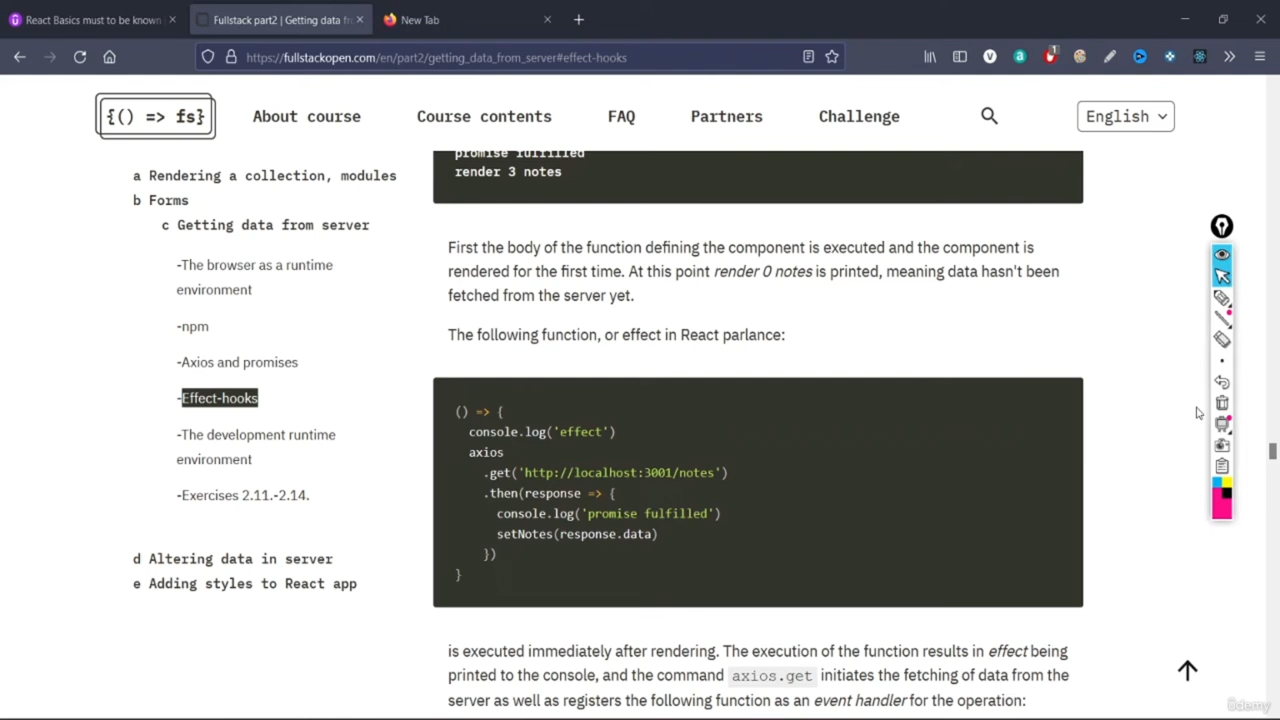 React Basics must to be known
Fullstack part2 | Getting data fr
New Tab
https://fullstackopen.com/en/part2/getting_data_from_server#effect-hooks
1
{() => fs}
About course
Course contents
FAQ
Partners
Challenge
English
a Rendering a collection, modules
b Forms
c Getting data from server
-The browser as a runtime
environment
-npm
-Axios and promises
-Effect-hooks
-The development runtime
environment
-Exercises 2.11.-2.14.
d Altering data in server
e Adding styles to React app
promise fulfilled
render 3 notes
First the body of the function defining the component is executed and the component is
rendered for the first time. At this point render 0 notes is printed, meaning data hasn't been
fetched from the server yet.
The following function, or effect in React parlance:
() => {
console.log('effect')
axios
.get('http://localhost:3001/notes')
.then(response => {
console.log('promise fulfilled')
setNotes(response.data)
})
}
is executed immediately after rendering. The execution of the function results in effect being
printed to the console, and the command axios.get initiates the fetching of data from the
server as well as registers the following function as an event handler for the operation:
Udemy